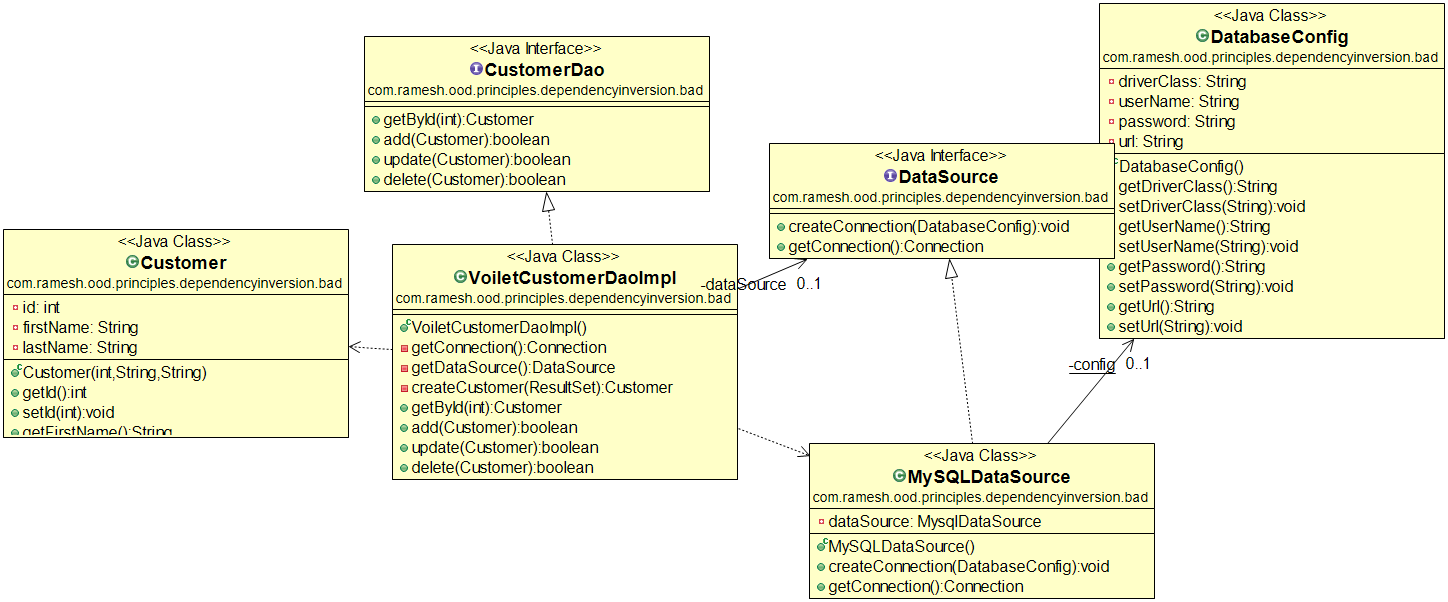 <<Java Interface>>
CustomerDao
com.ramesh.ood.principles.dependencyinversion.bad
getById(int):Customer
add(Customer):boolean
update(Customer):boolean
delete(Customer):boolean
<<Java Class>>
DatabaseConfig
com.ramesh.ood.principles.dependencyinversion.bad
driverClass: String
userName: String
password: String
url: String
DatabaseConfig()
getDriverClass():String
setDriverClass(String):void
getUserName():String
setUserName(String):void
getPassword():String
setPassword(String):void
getUrl():String
setUrl(String):void
<<Java Interface>>
DataSource
com.ramesh.ood.principles.dependencyinversion.bad
createConnection(DatabaseConfig):void
getConnection():Connection
<<Java Class>>
Customer
com.ramesh.ood.principles.dependencyinversion.bad
id: int
firstName: String
lastName: String
Customer(int,String,String)
getId():int
setId(int):void
getFirstName():String
<<Java Class>>
VoiletCustomerDaoImpl
com.ramesh.ood.principles.dependencyinversion.bad
VoiletCustomerDaoImpl()
getConnection():Connection
getDataSource():DataSource
createCustomer(ResultSet):Customer
getById(int):Customer
add(Customer):boolean
update(Customer):boolean
delete(Customer):boolean
-dataSource 0..1
-config 0..1
<<Java Class>>
MySQLDataSource
com.ramesh.ood.principles.dependencyinversion.bad
dataSource: MysqlDataSource
MySQLDataSource()
createConnection(DatabaseConfig):void
getConnection():Connection